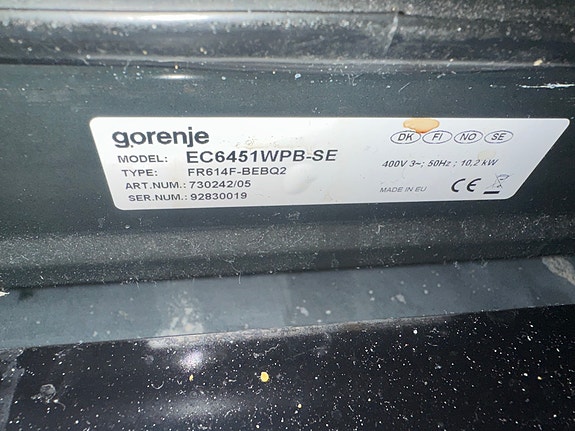 gorenje
MODEL: EC6451WPB-SE
TYPE: FR614F-BEBQ2
ART.NUM.: 730242/05
SER.NUM.: 92830019
DK FI NO SE
400V 3~; 50Hz; 10,2 kW
MADE IN EU CE